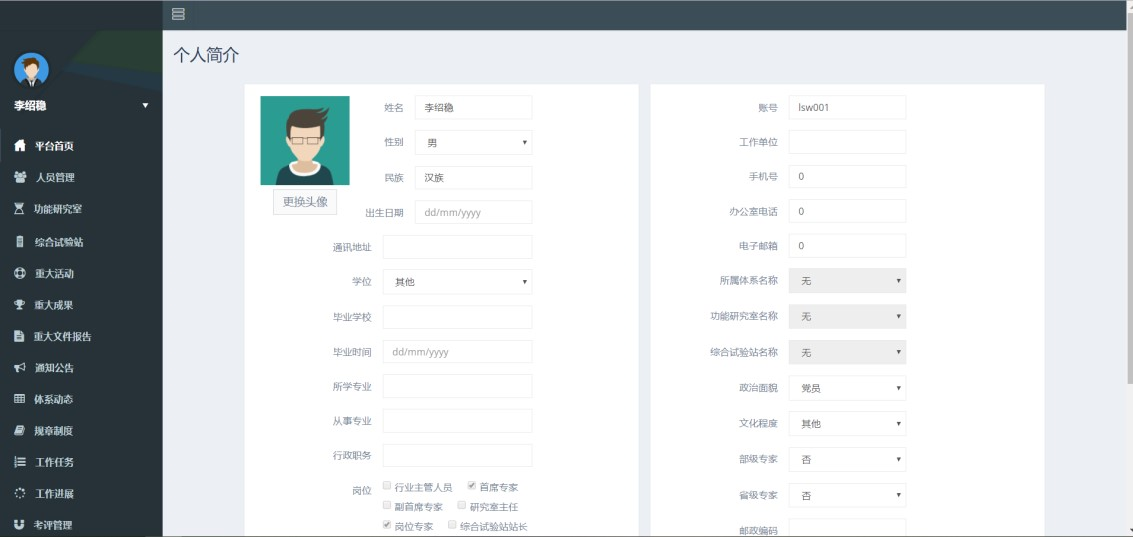 李绍稳
平台首页
人员管理
功能研究室
综合试验站
重大活动
重大成果
重大文件报告
通知公告
体系动态
规章制度
工作任务
工作进展
考评管理
个人简介
更换头像
姓名 李绍稳
性别 男
民族 汉族
出生日期 dd/mm/yyyy
通讯地址
学位 其他
毕业学校
毕业时间 dd/mm/yyyy
所学专业
从事专业
行政职务
岗位 行业主管人员 首席专家
副首席专家 研究室主任
岗位专家 综合试验站站长
账号 lsw001
工作单位
手机号 0
办公室电话 0
电子邮箱 0
所属体系名称 无
功能研究室名称 无
综合试验站名称 无
政治面貌 党员
文化程度 其他
部级专家 否
省级专家 否
邮政编码